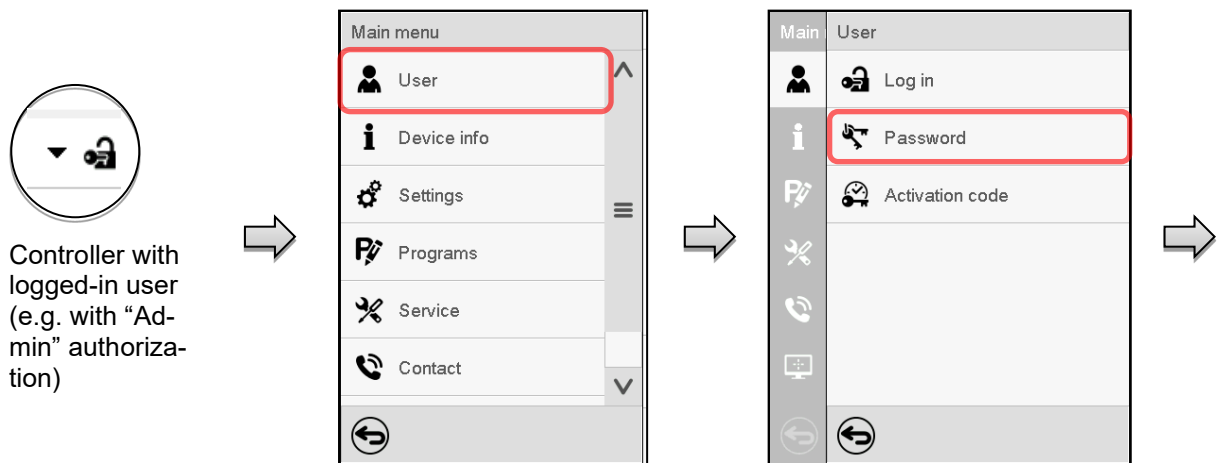 Controller with
logged-in user
(e.g. with “Ad-
min” authoriza-
tion)
Main menu
User
Device info
Settings
Programs
Service
Contact
Main
User
Log in
Password
Activation code